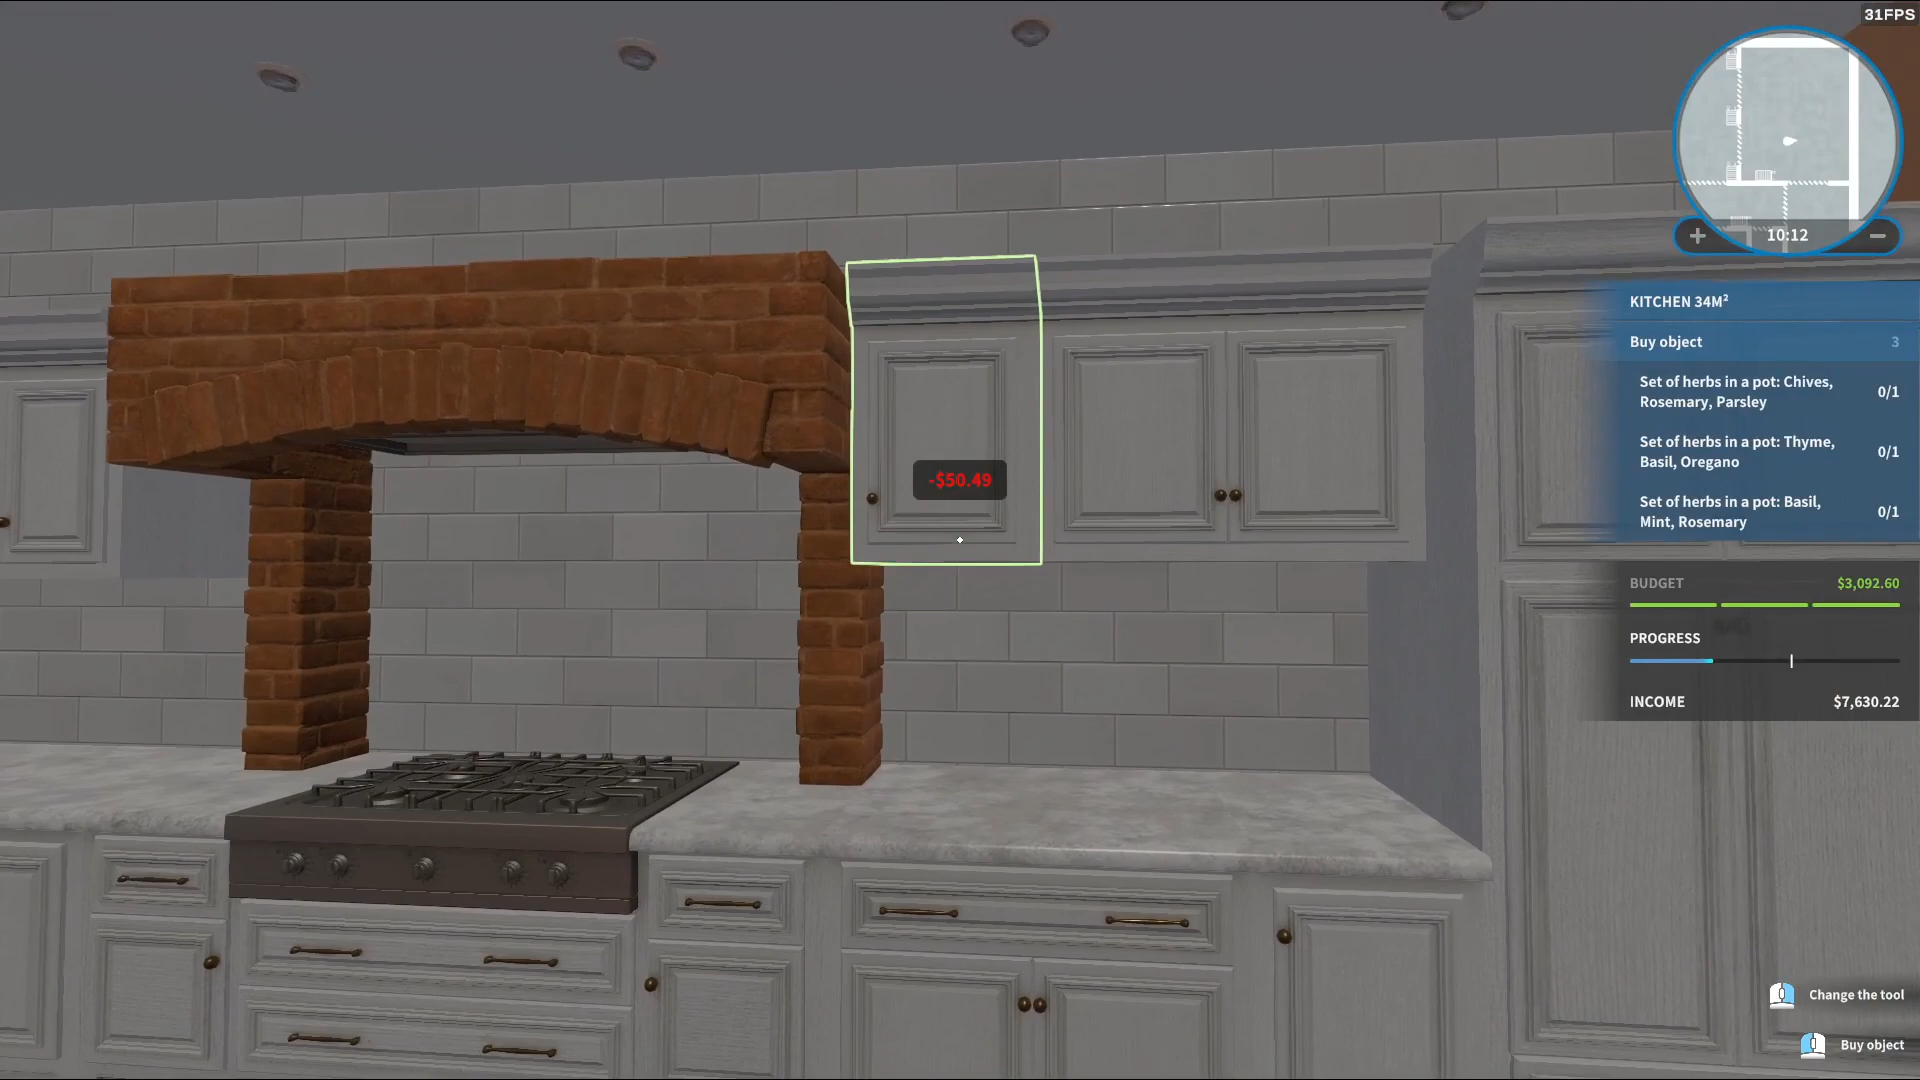 31FPS
+ 10:12 −
KITCHEN 34M²
Buy object 3
Set of herbs in a pot: Chives,
Rosemary, Parsley 0/1
Set of herbs in a pot: Thyme,
Basil, Oregano 0/1
Set of herbs in a pot: Basil,
Mint, Rosemary 0/1
-$50.49
BUDGET $3,092.60
PROGRESS
INCOME $7,630.22
Change the tool
Buy object